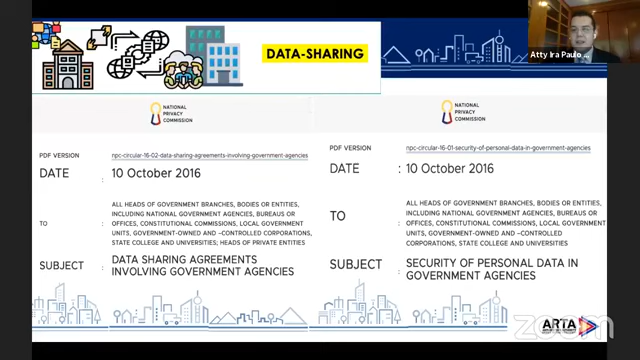 DATA-SHARING
Atty Ira Paulo
NATIONAL
PRIVACY
COMMISSION
PDF VERSION
npc-circular-16-02-data-sharing-agreements-involving-government-agencies
DATE : 10 October 2016
TO :
ALL HEADS OF GOVERNMENT BRANCHES, BODIES OR ENTITIES,
INCLUDING NATIONAL GOVERNMENT AGENCIES, BUREAUS OR
OFFICES, CONSTITUTIONAL COMMISSIONS, LOCAL GOVERNMENT
UNITS, GOVERNMENT-OWNED AND –CONTROLLED CORPORATIONS,
STATE COLLEGE AND UNIVERSITIES; HEADS OF PRIVATE ENTITIES
SUBJECT : DATA SHARING AGREEMENTS
INVOLVING GOVERNMENT AGENCIES
NATIONAL
PRIVACY
COMMISSION
PDF VERSION
npc-circular-16-01-security-of-personal-data-in-government-agencies
DATE : 10 October 2016
TO :
ALL HEADS OF GOVERNMENT BRANCHES, BODIES OR ENTITIES,
INCLUDING NATIONAL GOVERNMENT AGENCIES, BUREAUS OR
OFFICES, CONSTITUTIONAL COMMISSIONS, LOCAL GOVERNMENT
UNITS, GOVERNMENT-OWNED AND –CONTROLLED
CORPORATIONS, STATE COLLEGE AND UNIVERSITIES
SUBJECT : SECURITY OF PERSONAL DATA IN
GOVERNMENT AGENCIES
ARTA
zoom